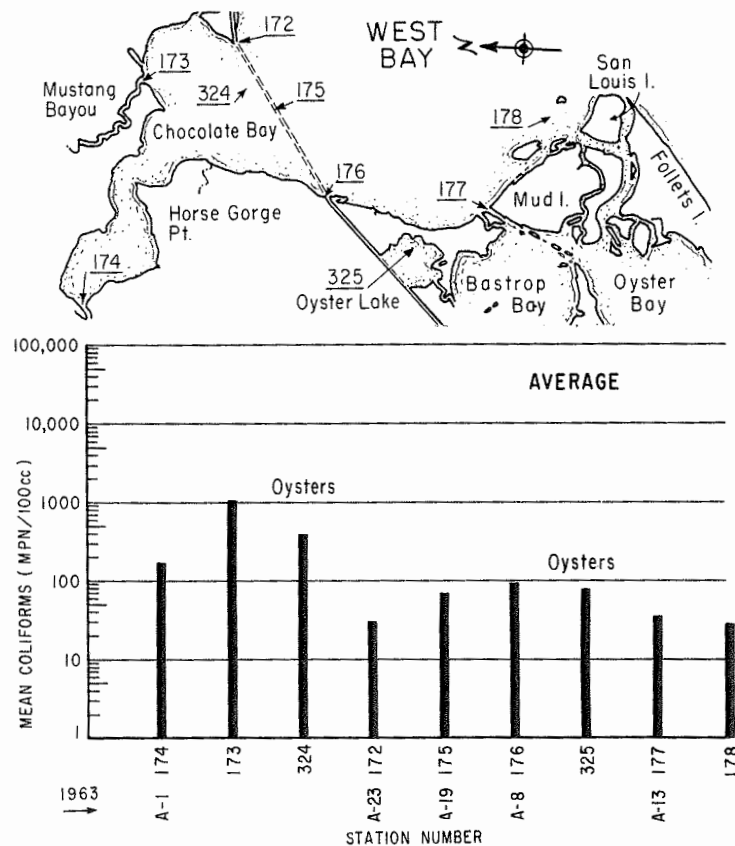 172
WEST
BAY
N
San
Louis I.
173
Mustang
Bayou
324
175
178
Chocolate Bay
176
177
Mud I.
Follets I.
Horse Gorge
Pt.
174
325
Oyster Lake
Bastrop
Bay
Oyster
Bay
100,000
AVERAGE
10,000
Oysters
1000
Oysters
100
10
1
MEAN COLIFORMS (MPN/100cc)
174 173 324 172 175 176 325 177 178
1963 A-1 A-23 A-19 A-8 A-13
STATION NUMBER